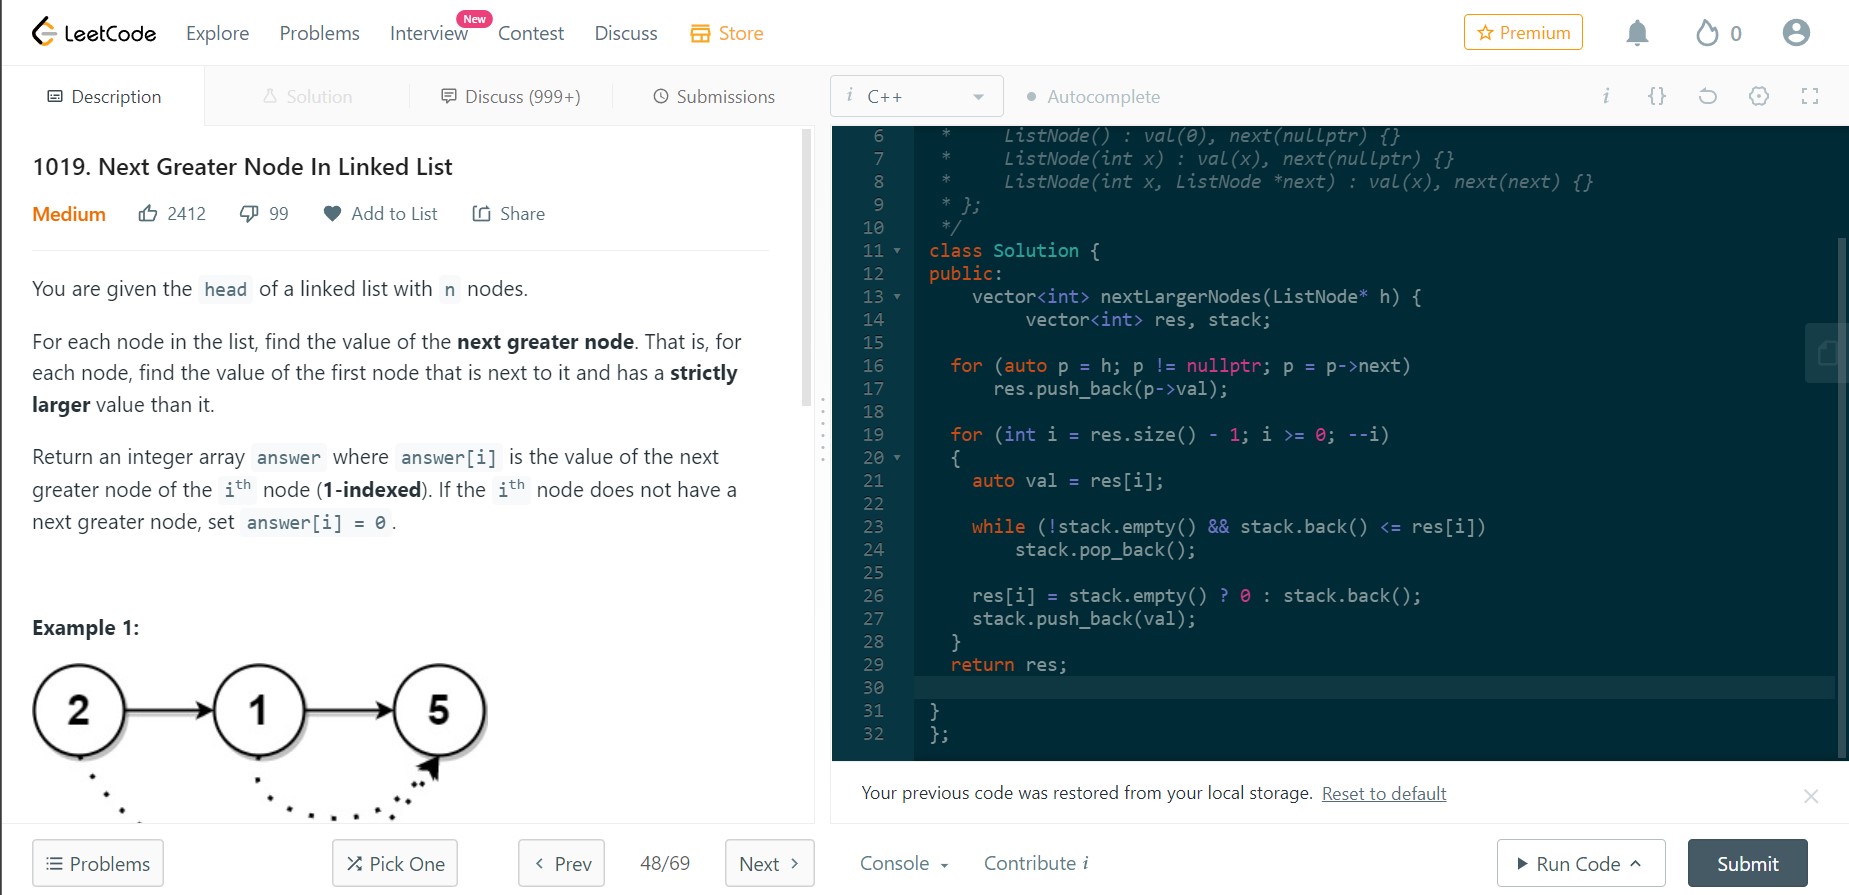 LeetCode Explore Problems Interview New Contest Discuss Store Premium 0
Description Solution Discuss (999+) Submissions i C++ Autocomplete i {}
1019. Next Greater Node In Linked List
Medium 2412 99 Add to List Share
You are given the head of a linked list with n nodes.
For each node in the list, find the value of the next greater node. That is, for
each node, find the value of the first node that is next to it and has a strictly
larger value than it.
Return an integer array answer where answer[i] is the value of the next
greater node of the ith node (1-indexed). If the ith node does not have a
next greater node, set answer[i] = 0.
Example 1:
2 1 5
6 * ListNode() : val(0), next(nullptr) {}
7 * ListNode(int x) : val(x), next(nullptr) {}
8 * ListNode(int x, ListNode *next) : val(x), next(next) {}
9 * };
10 */
11 class Solution {
12 public:
13 vector<int> nextLargerNodes(ListNode* h) {
14 vector<int> res, stack;
15
16 for (auto p = h; p != nullptr; p = p->next)
17 res.push_back(p->val);
18
19 for (int i = res.size() - 1; i >= 0; --i)
20 {
21 auto val = res[i];
22
23 while (!stack.empty() && stack.back() <= res[i])
24 stack.pop_back();
25
26 res[i] = stack.empty() ? 0 : stack.back();
27 stack.push_back(val);
28 }
29 return res;
30
31 }
32 };
Your previous code was restored from your local storage. Reset to default
Problems Pick One < Prev 48/69 Next > Console Contribute i Run Code Submit